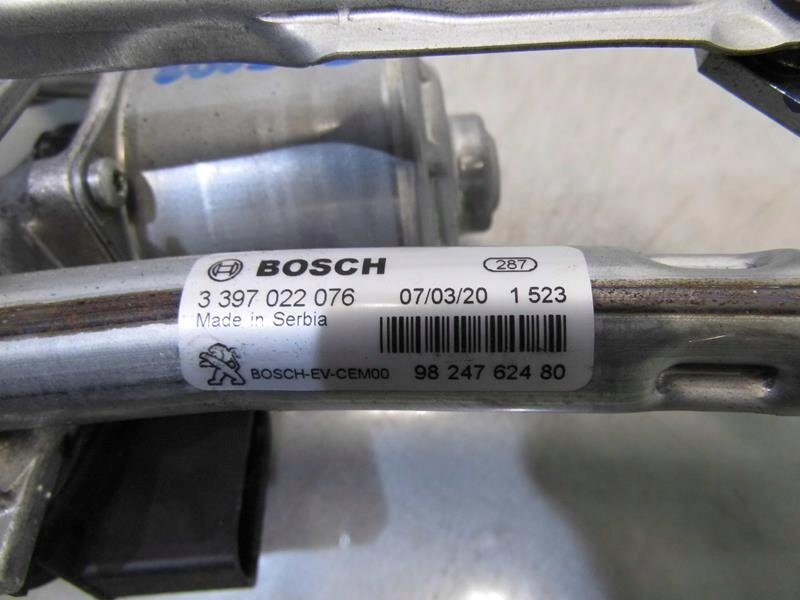 BOSCH 287
3 397 022 076 07/03/20 1 523
Made in Serbia
BOSCH-EV-CEM00 98 247 624 80